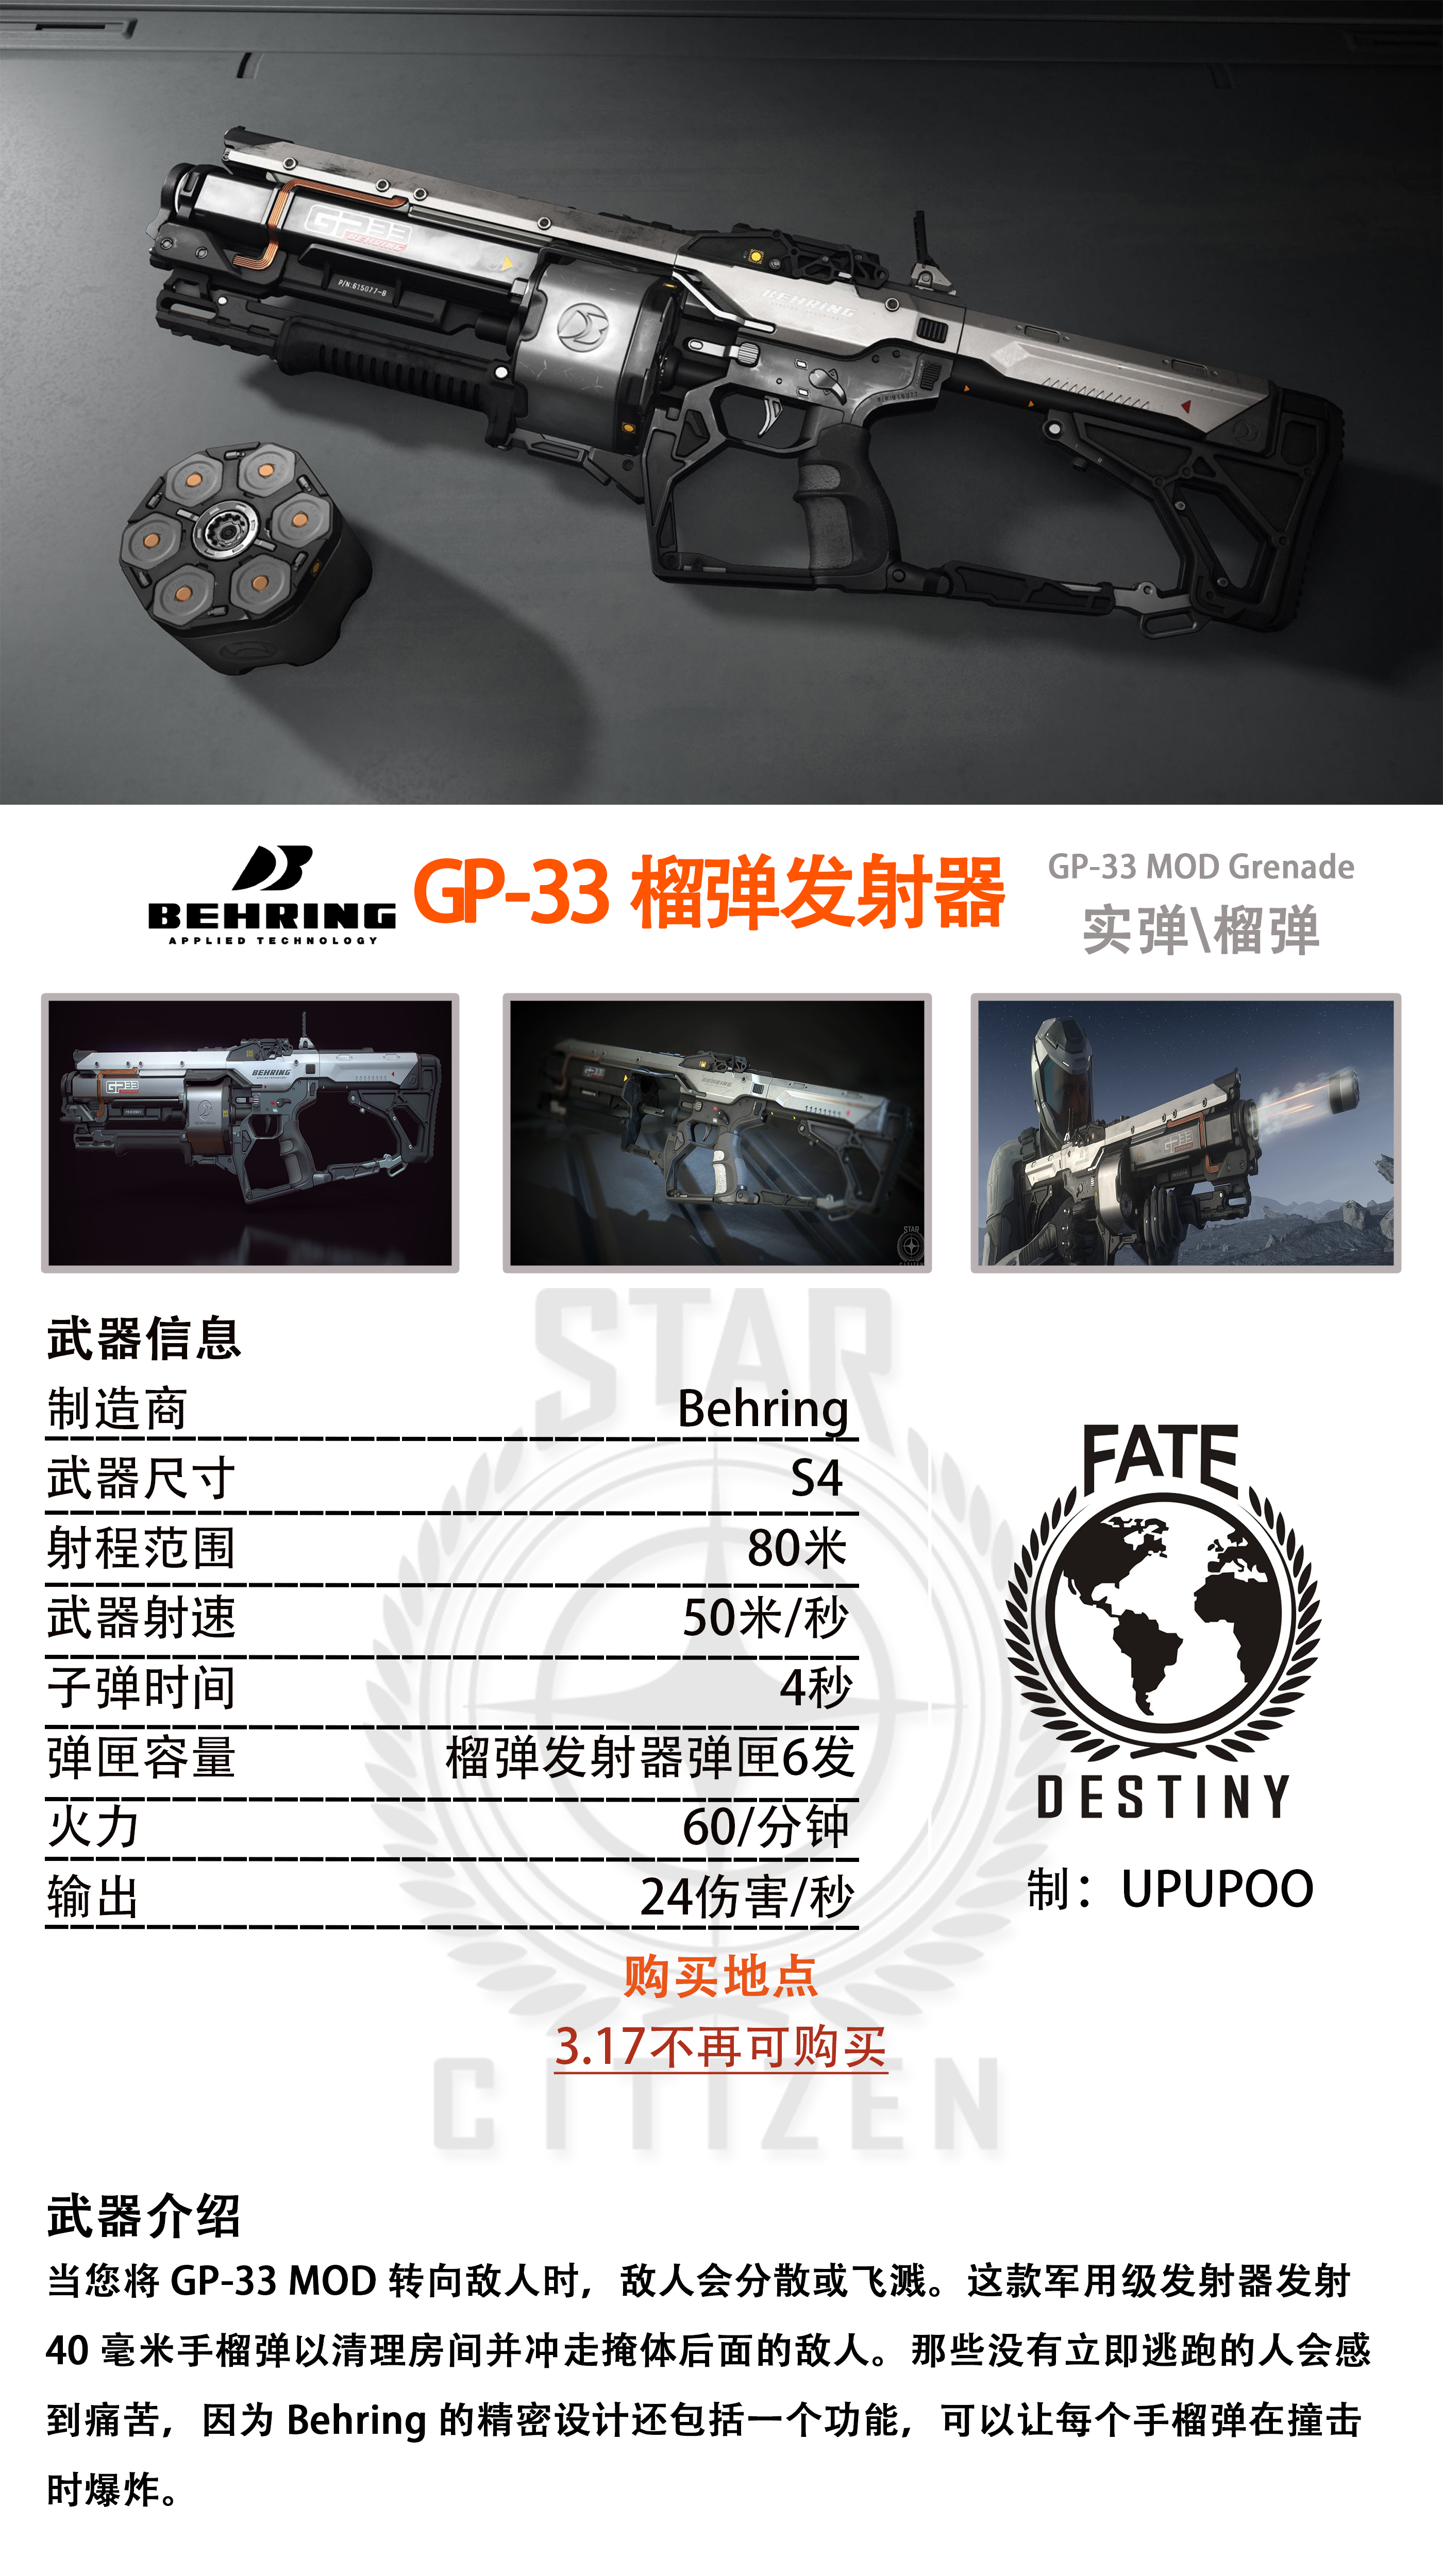 GP33
BEHRING
P/N:615077-B
BEHRING
BEHRING
APPLIED TECHNOLOGY
GP-33 榴弹发射器
GP-33 MOD Grenade
实弹\榴弹
BEHRING
GP33
STAR
GP33
STAR
CITIZEN
武器信息
制造商 Behring
武器尺寸 S4
射程范围 80米
武器射速 50米/秒
子弹时间 4秒
弹匣容量 榴弹发射器弹匣6发
火力 60/分钟
输出 24伤害/秒
FATE
DESTINY
制：UPUPOO
购买地点
3.17不再可购买
武器介绍
当您将 GP-33 MOD 转向敌人时，敌人会分散或飞溅。这款军用级发射器发射
40 毫米手榴弹以清理房间并冲走掩体后面的敌人。那些没有立即逃跑的人会感
到痛苦，因为 Behring 的精密设计还包括一个功能，可以让每个手榴弹在撞击
时爆炸。